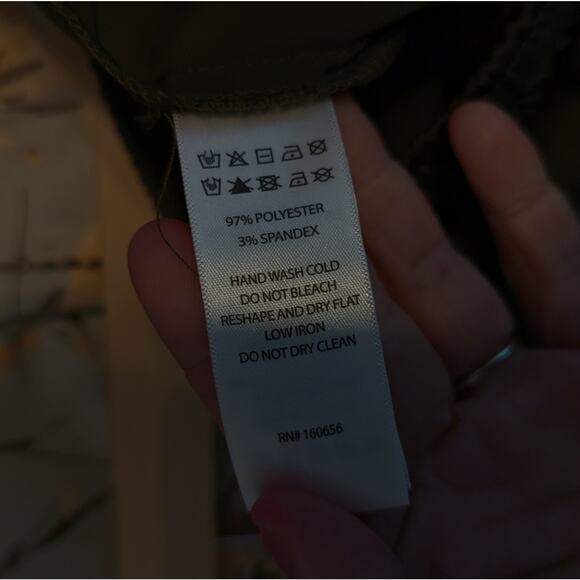 97% POLYESTER
3% SPANDEX
HAND WASH COLD
DO NOT BLEACH
RESHAPE AND DRY FLAT
LOW IRON
DO NOT DRY CLEAN
RN# 160656